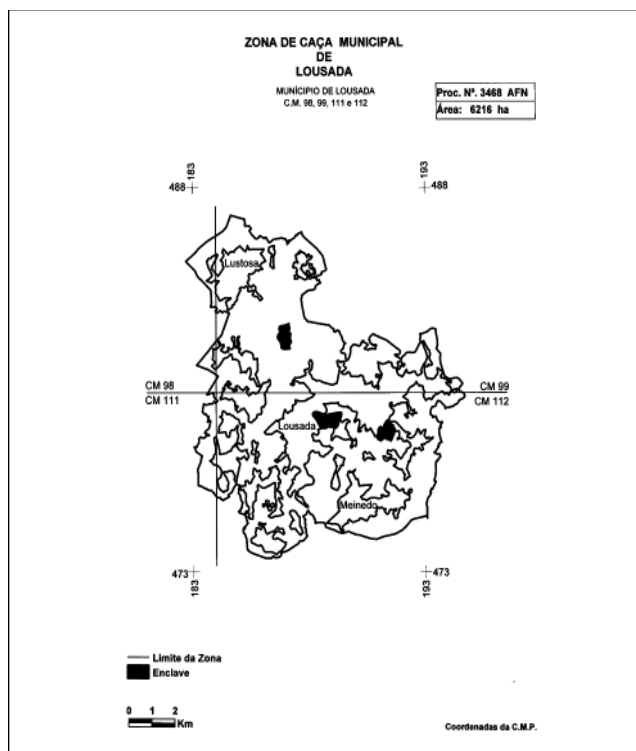 ZONA DE CAÇA MUNICIPAL
DE
LOUSADA
MUNÍCIPIO DE LOUSADA
C.M. 98, 99, 111 e 112
Proc. Nº. 3468 AFN
Área: 6216 ha
183
193
488
488
Lustosa
CM 98
CM 99
CM 111
CM 112
Lousada
Meinedo
473
473
183
193
Limite da Zona
Enclave
0 1 2
Km
Coordenadas da C.M.P.